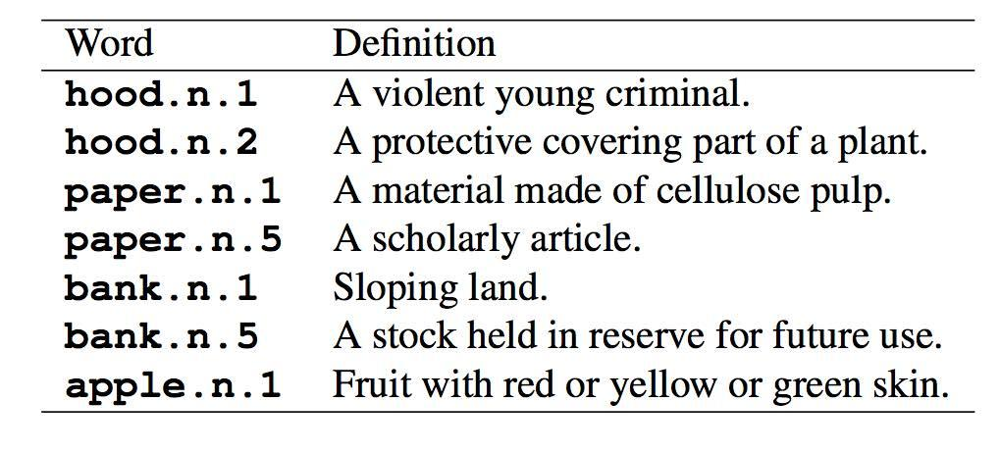 Word Definition
hood.n.1 A violent young criminal.
hood.n.2 A protective covering part of a plant.
paper.n.1 A material made of cellulose pulp.
paper.n.5 A scholarly article.
bank.n.1 Sloping land.
bank.n.5 A stock held in reserve for future use.
apple.n.1 Fruit with red or yellow or green skin.